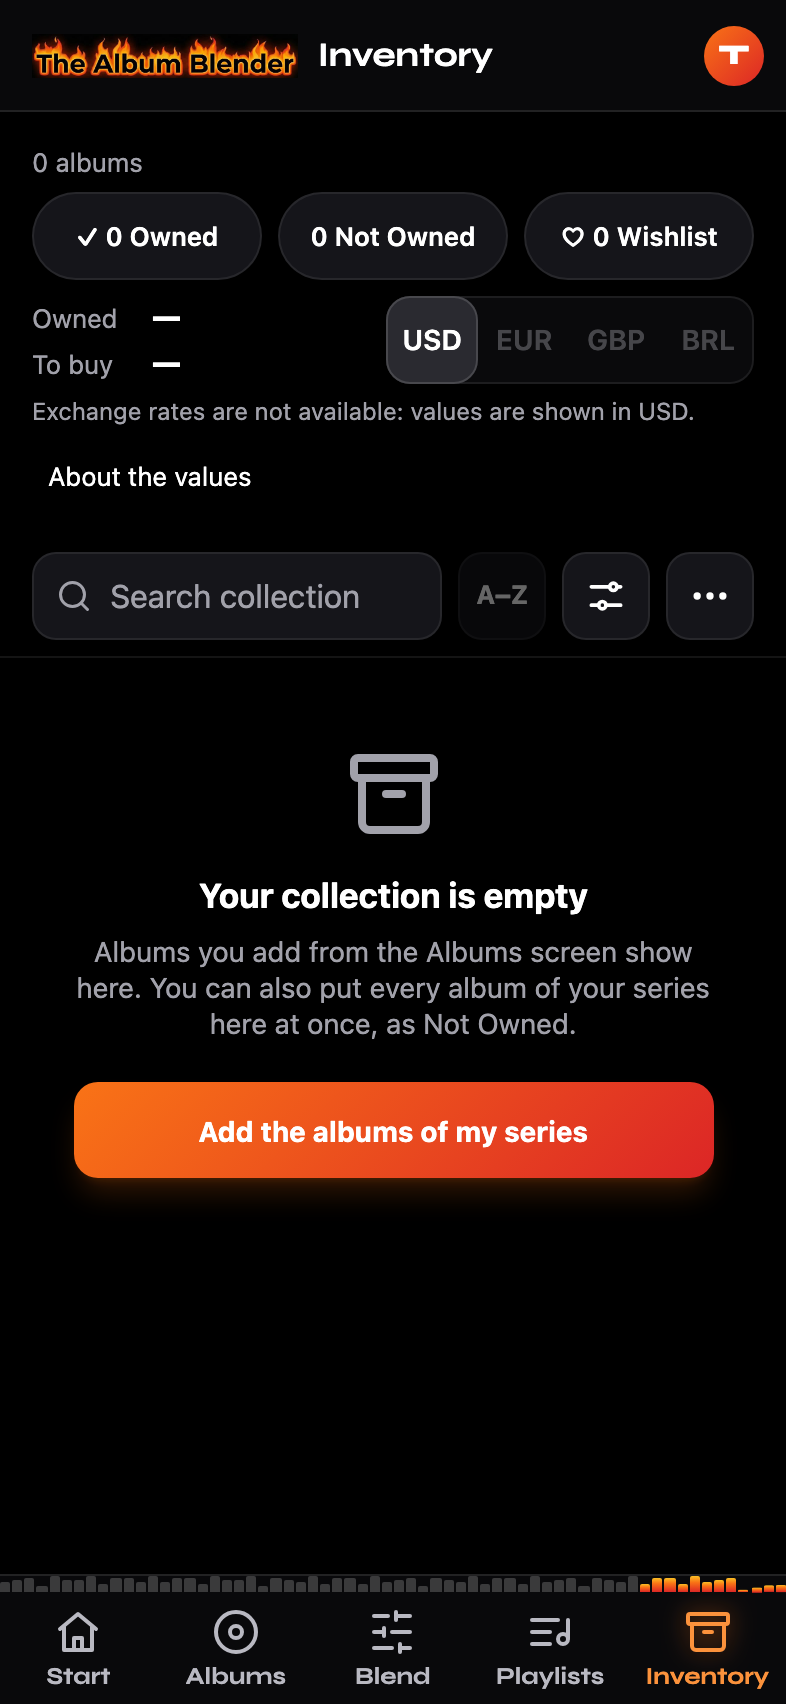 The Album Blender Inventory T
0 albums
✓ 0 Owned
0 Not Owned
♡ 0 Wishlist
Owned —
To buy —
USD EUR GBP BRL
Exchange rates are not available: values are shown in USD.
About the values
Search collection
A–Z
Your collection is empty
Albums you add from the Albums screen show
here. You can also put every album of your series
here at once, as Not Owned.
Add the albums of my series
Start Albums Blend Playlists Inventory